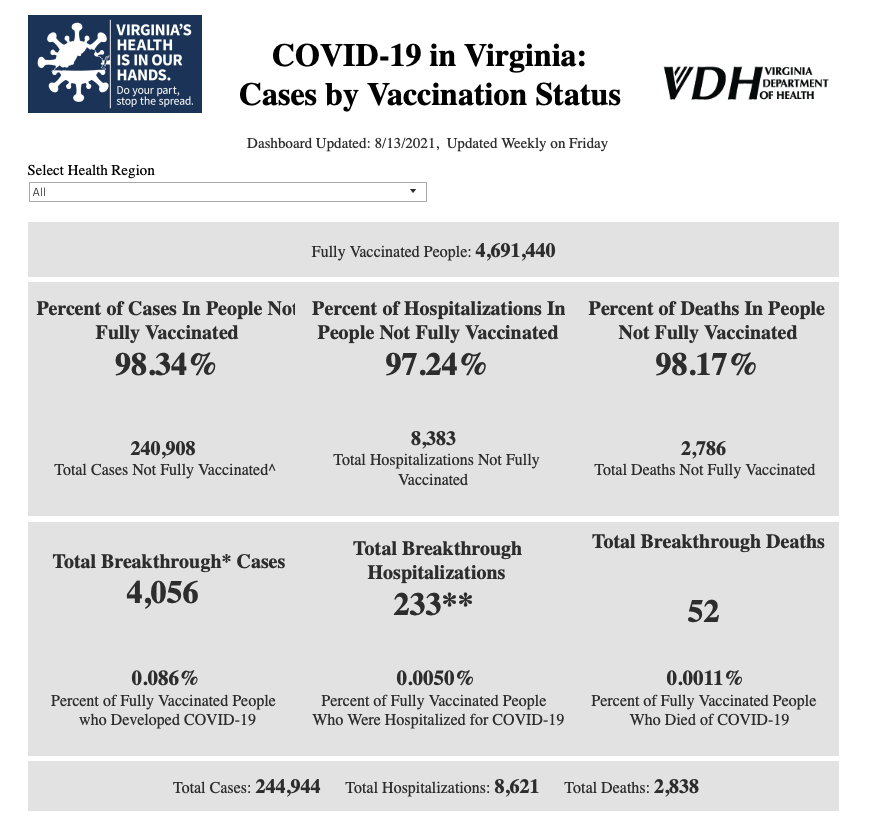 VIRGINIA'S
HEALTH
IS IN OUR
HANDS.
Do your part,
stop the spread.
COVID-19 in Virginia:
Cases by Vaccination Status
VDH VIRGINIA
DEPARTMENT
OF HEALTH
Dashboard Updated: 8/13/2021, Updated Weekly on Friday
Select Health Region
All
Fully Vaccinated People: 4,691,440
Percent of Cases In People Not
Fully Vaccinated
98.34%
240,908
Total Cases Not Fully Vaccinated^
Percent of Hospitalizations In
People Not Fully Vaccinated
97.24%
8,383
Total Hospitalizations Not Fully
Vaccinated
Percent of Deaths In People
Not Fully Vaccinated
98.17%
2,786
Total Deaths Not Fully Vaccinated
Total Breakthrough* Cases
4,056
0.086%
Percent of Fully Vaccinated People
who Developed COVID-19
Total Breakthrough
Hospitalizations
233**
0.0050%
Percent of Fully Vaccinated People
Who Were Hospitalized for COVID-19
Total Breakthrough Deaths
52
0.0011%
Percent of Fully Vaccinated People
Who Died of COVID-19
Total Cases: 244,944 Total Hospitalizations: 8,621 Total Deaths: 2,838